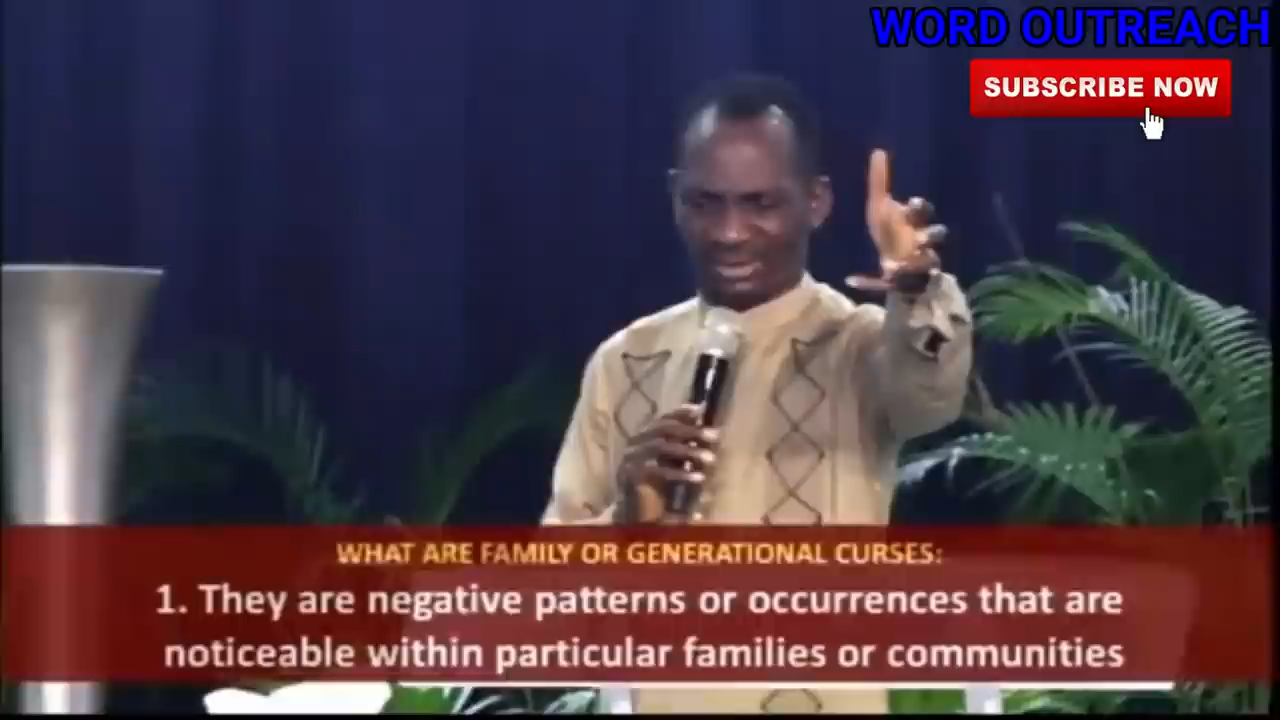 WORD OUTREACH
SUBSCRIBE NOW
WHAT ARE FAMILY OR GENERATIONAL CURSES:
1. They are negative patterns or occurrences that are
noticeable within particular families or communities